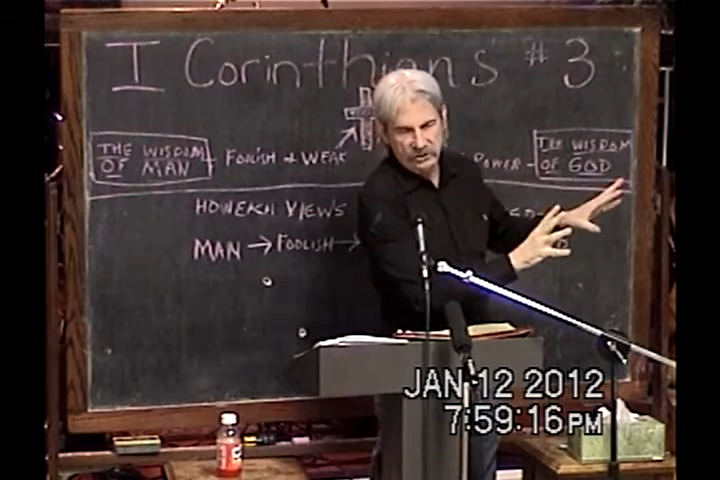 I Corinthians #3
THE WISDOM OF MAN
FOOLISH & WEAK
POWER
THE WISDOM OF GOD
HOW EACH VIEWS
MAN → FOOLISH →
JAN 12 2012
7:59:16 PM